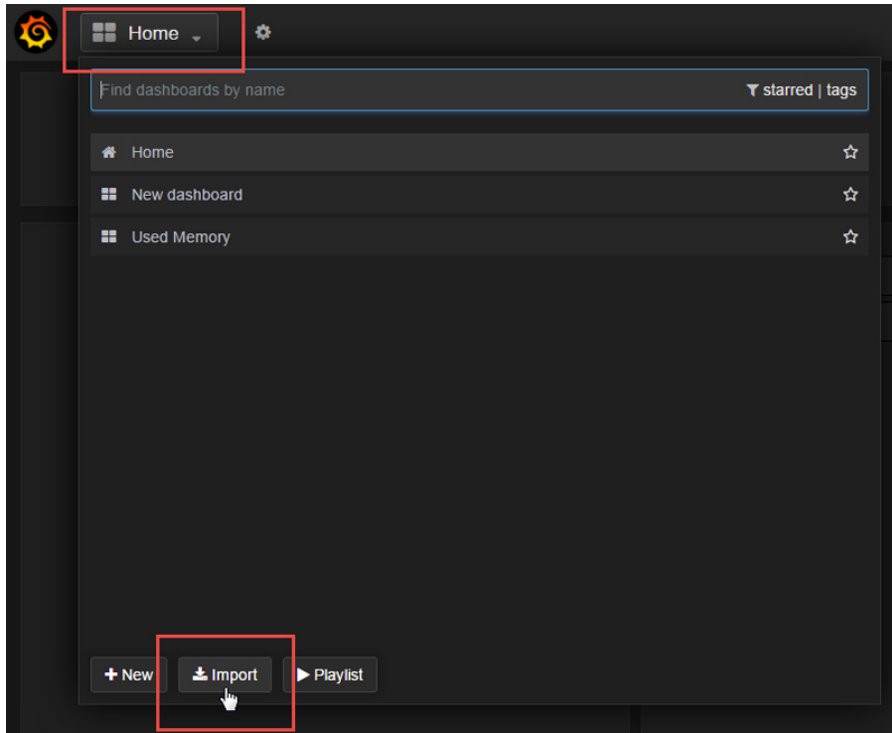 Home
Find dashboards by name starred | tags
Home
New dashboard
Used Memory
New Import Playlist